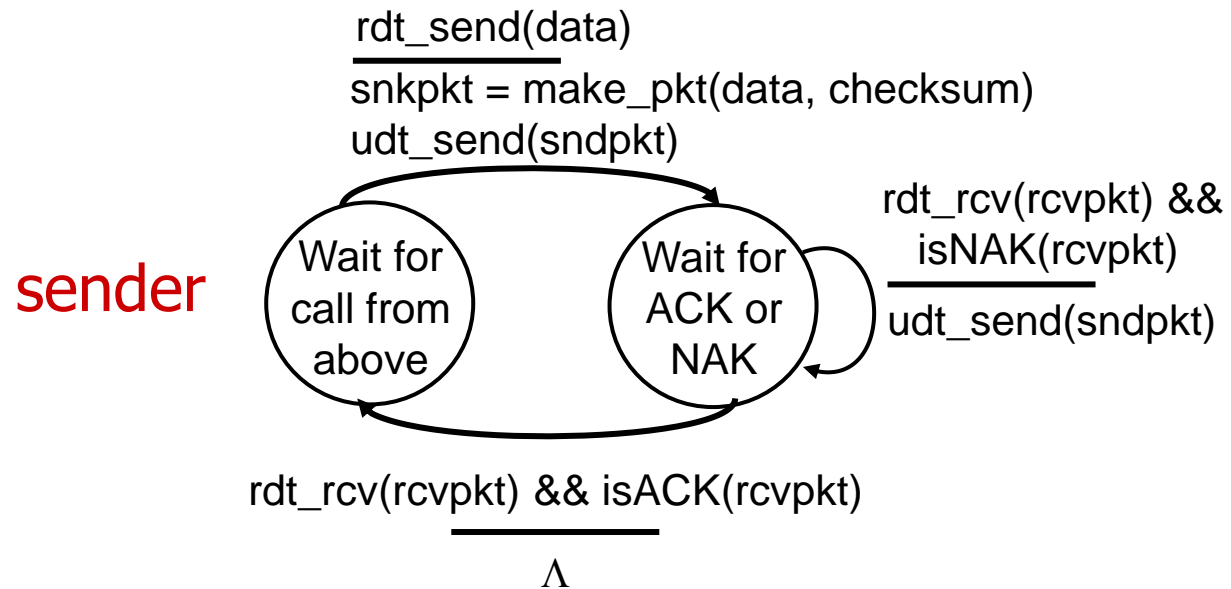 rdt_send(data)
snkpkt = make_pkt(data, checksum)
udt_send(sndpkt)
sender
Wait for
call from
above
Wait for
ACK or
NAK
rdt_rcv(rcvpkt) &&
isNAK(rcvpkt)
udt_send(sndpkt)
rdt_rcv(rcvpkt) && isACK(rcvpkt)
Λ